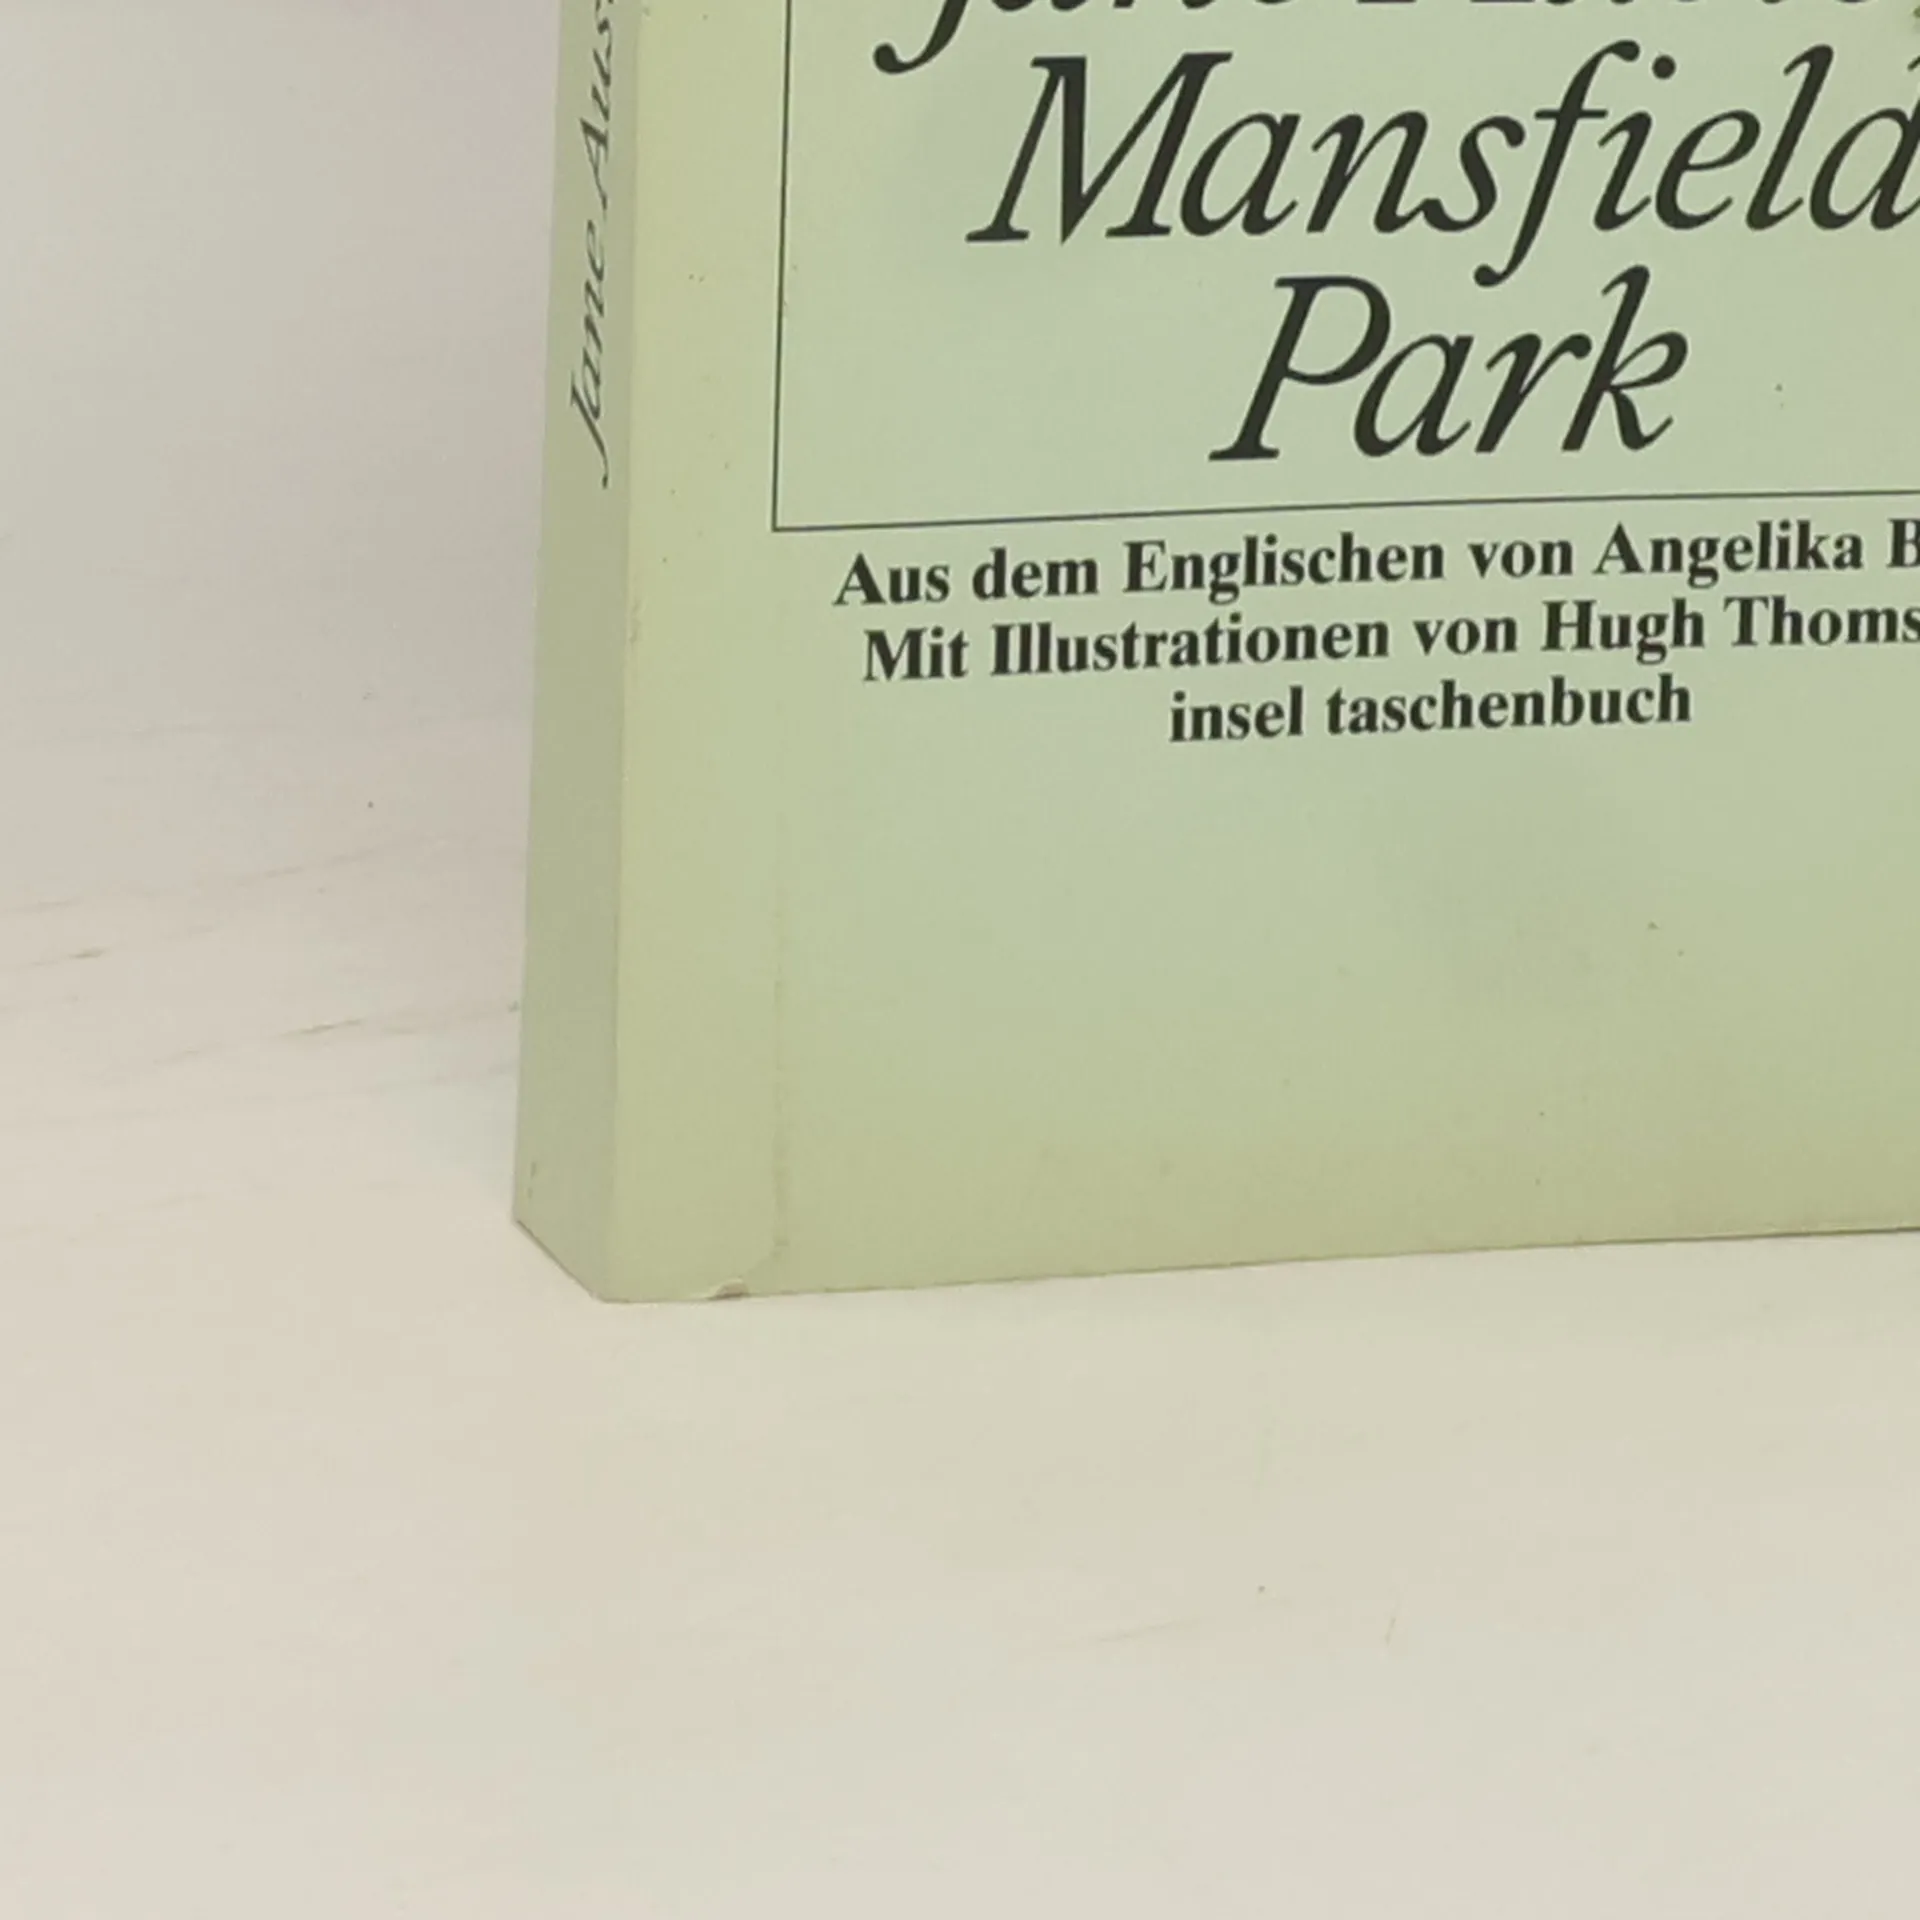 Jane
Mansfield
Park
Aus dem Englischen von Angelika
Mit Illustrationen von Hugh
insel taschenbuch